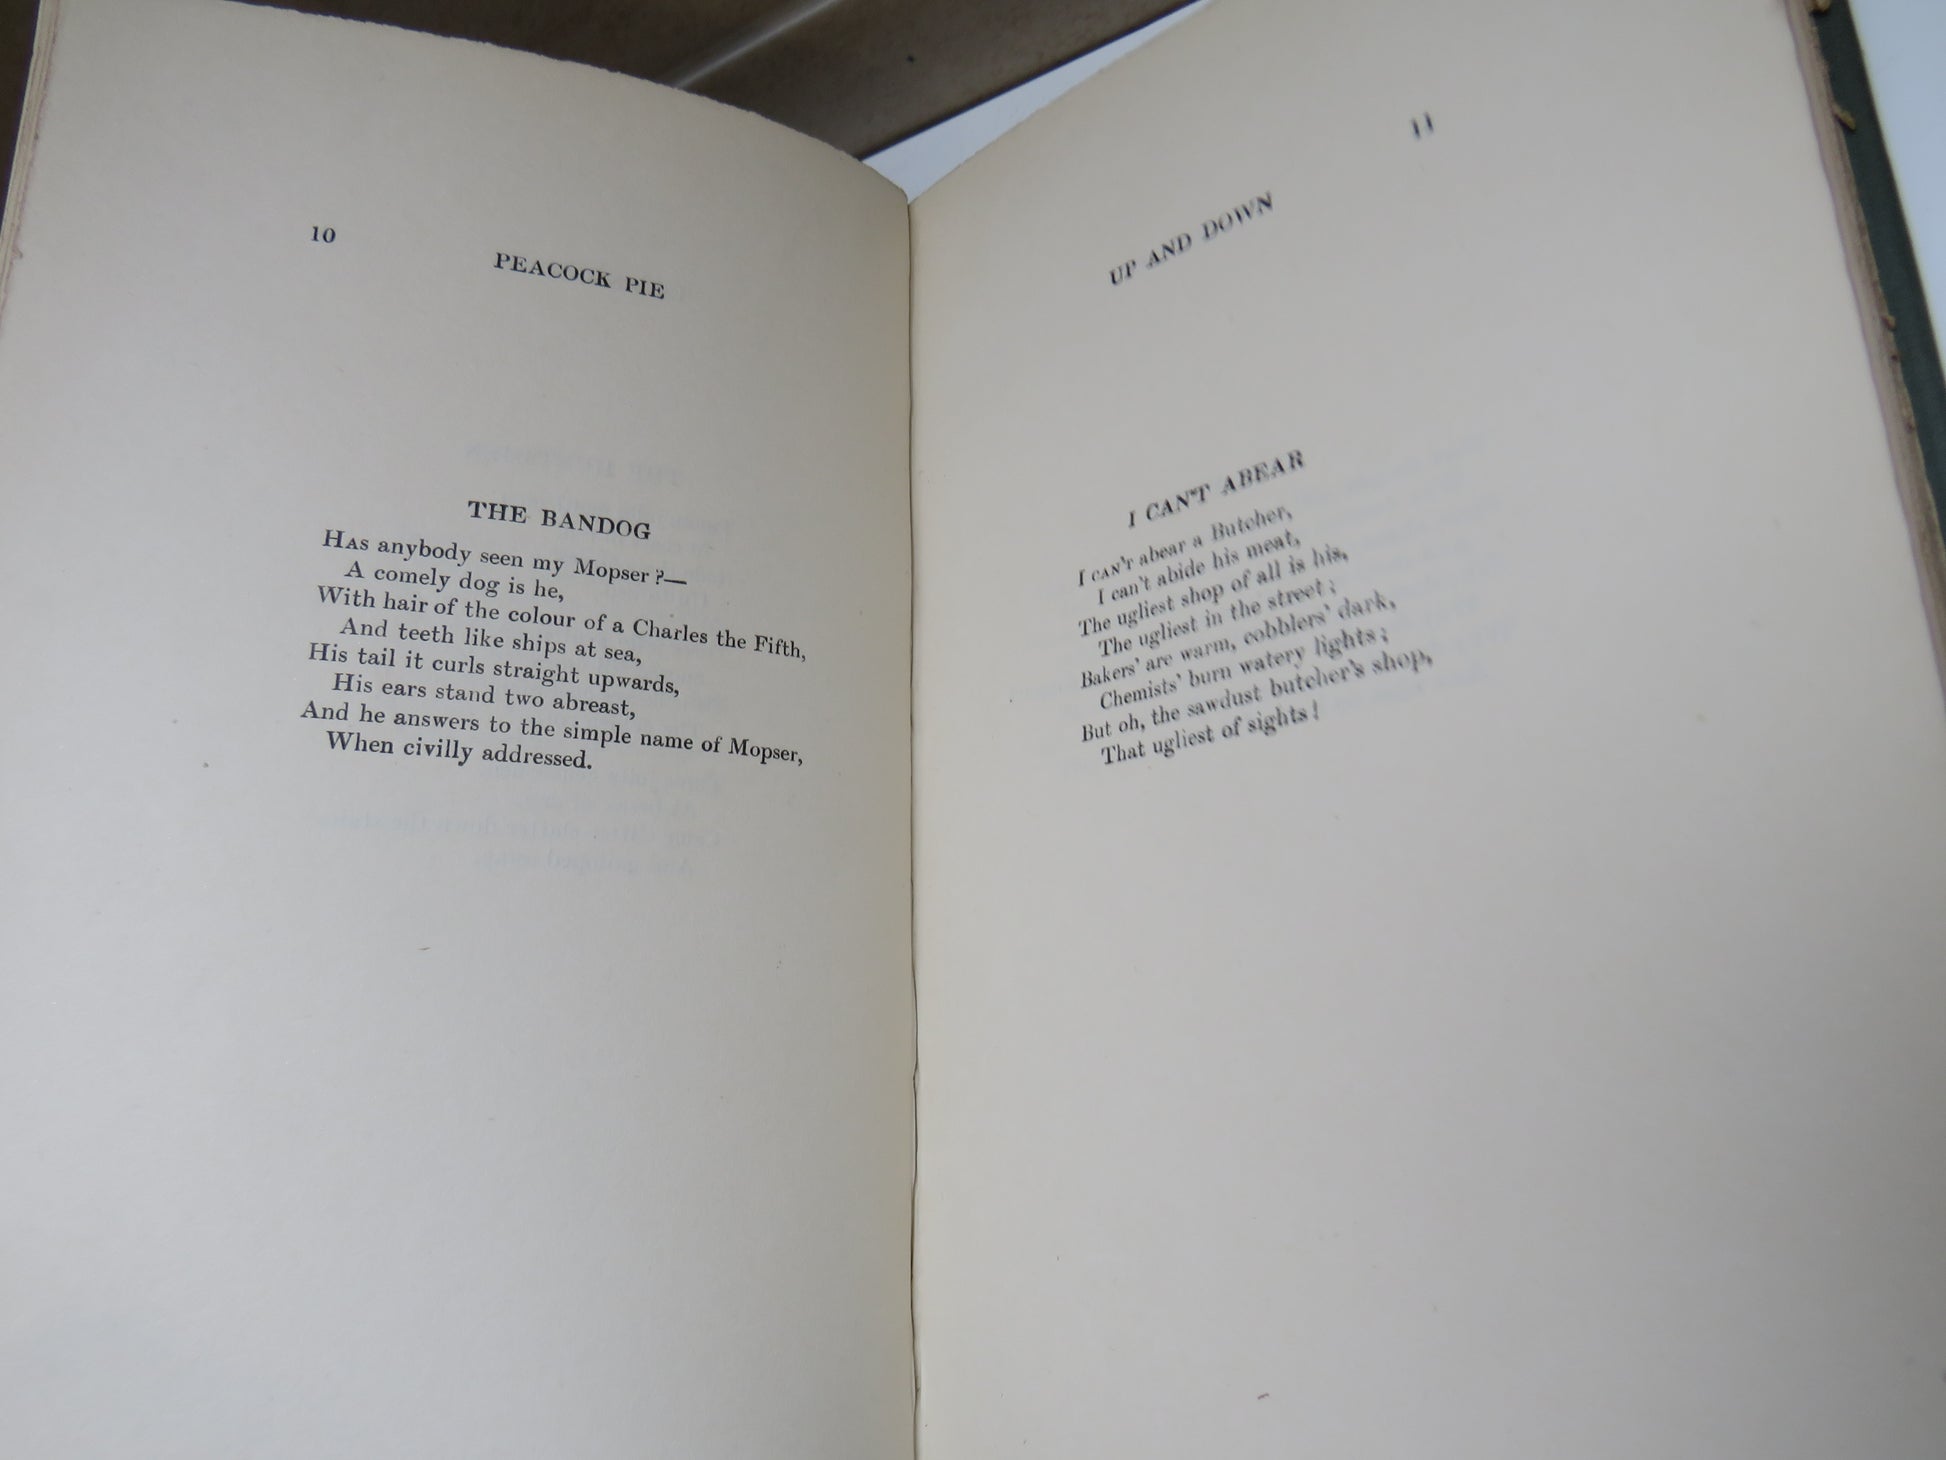 10
PEACOCK PIE
THE BANDOG
HAS anybody seen my Mopser?—
A comely dog is he,
With hair of the colour of a Charles the Fifth,
And teeth like ships at sea,
His tail it curls straight upwards,
His ears stand two abreast,
And he answers to the simple name of Mopser,
When civilly addressed.
11
UP AND DOWN
I CAN'T ABEAR
I CAN'T abear a Butcher,
I can't abide his meat,
The ugliest shop of all is his,
The ugliest in the street;
Bakers' are warm, cobblers' dark,
Chemists' burn watery lights;
But oh, the sawdust butcher's shop,
That ugliest of sights!